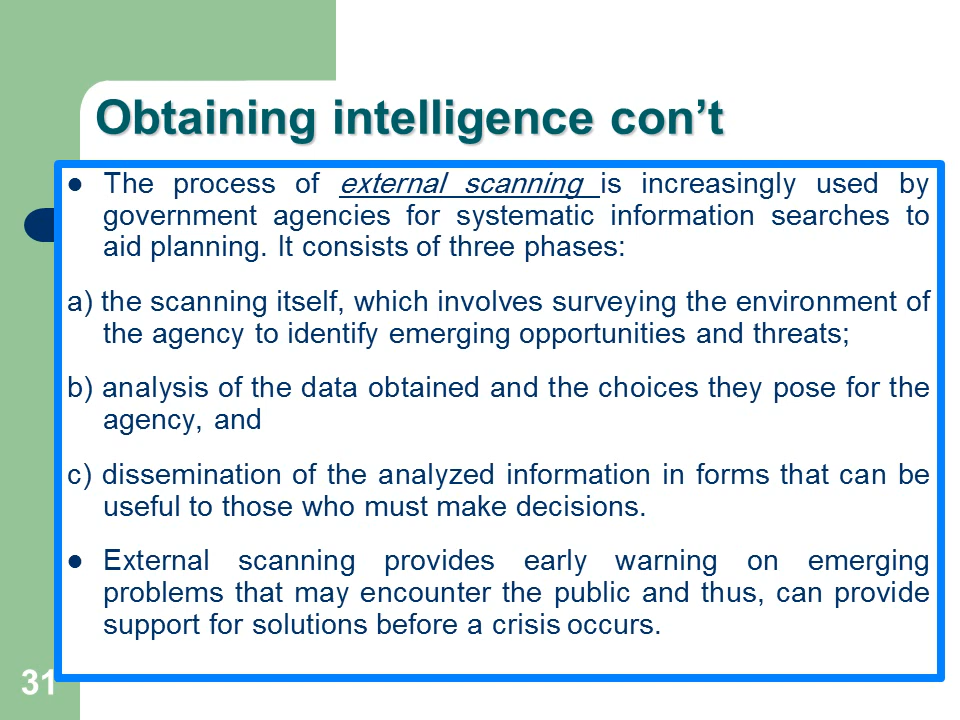 Obtaining intelligence con’t
● The process of external scanning is increasingly used by
government agencies for systematic information searches to
aid planning. It consists of three phases:
a) the scanning itself, which involves surveying the environment of
the agency to identify emerging opportunities and threats;
b) analysis of the data obtained and the choices they pose for the
agency, and
c) dissemination of the analyzed information in forms that can be
useful to those who must make decisions.
● External scanning provides early warning on emerging
problems that may encounter the public and thus, can provide
support for solutions before a crisis occurs.
31